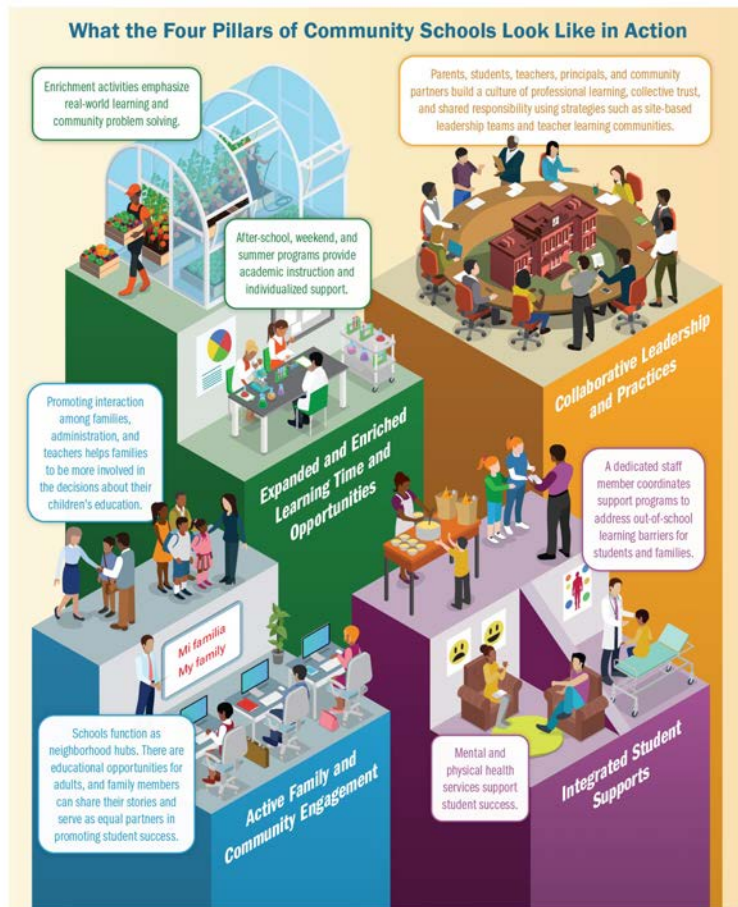 What the Four Pillars of Community Schools Look Like in Action
Enrichment activities emphasize
real-world learning and
community problem solving.
Parents, students, teachers, principals, and community
partners build a culture of professional learning, collective trust,
and shared responsibility using strategies such as site-based
leadership teams and teacher learning communities.
After-school, weekend, and
summer programs provide
academic instruction and
individualized support.
Collaborative Leadership
and Practices
Expanded and Enriched
Learning Time and
Opportunities
Promoting interaction
among families,
administration, and
teachers helps families
to be more involved in
the decisions about their
children's education.
A dedicated staff
member coordinates
support programs to
address out-of-school
learning barriers for
students and families.
Mi familia
My family
Schools function as
neighborhood hubs. There are
educational opportunities for
adults, and family members
can share their stories and
serve as equal partners in
promoting student success.
Active Family and
Community Engagement
Mental and
physical health
services support
student success.
Integrated Student
Supports